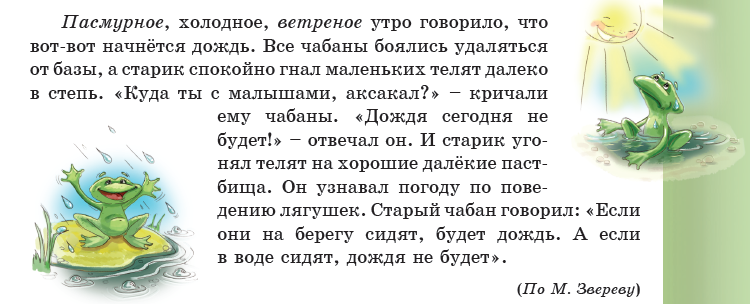 Пасмурное, холодное, ветреное утро говорило, что
вот-вот начнётся дождь. Все чабаны боялись удаляться
от базы, а старик спокойно гнал маленьких телят далеко
в степь. «Куда ты с малышами, аксакал?» – кричали
ему чабаны. «Дождя сегодня не
будет!» – отвечал он. И старик уго-
нял телят на хорошие далёкие паст-
бища. Он узнавал погоду по пове-
дению лягушек. Старый чабан говорил: «Если
они на берегу сидят, будет дождь. А если
в воде сидят, дождя не будет».
(По М. Звереву)